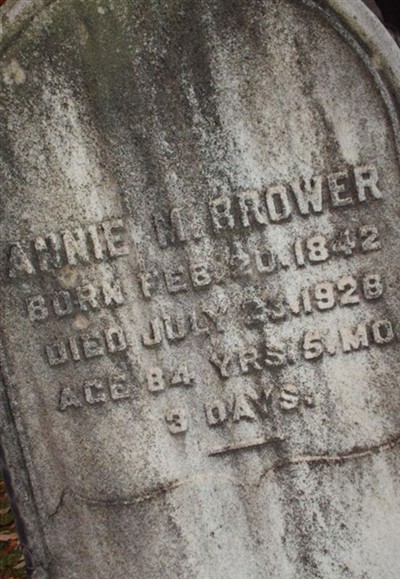 ANNIE M. BROWER
BORN FEB. 20. 1842
DIED JULY 23. 1926
AGE 84 YRS. 5. MO.
3 DAYS.